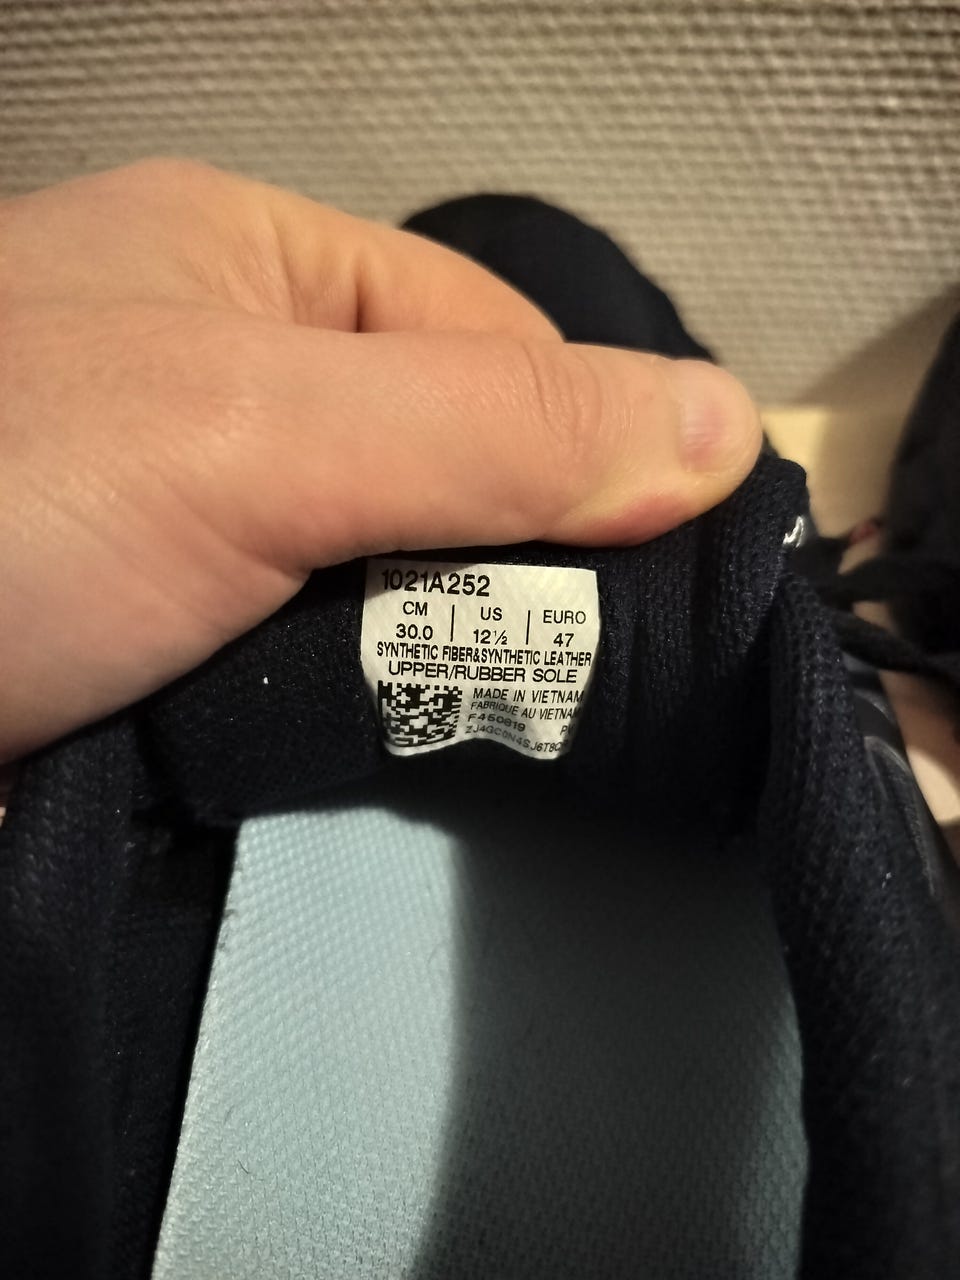 1021A252
CM | US | EURO
30.0 | 12½ | 47
SYNTHETIC FIBER&SYNTHETIC LEATHER
UPPER/RUBBER SOLE
MADE IN VIETNAM
FABRIQUE AU VIETNAM
F450819